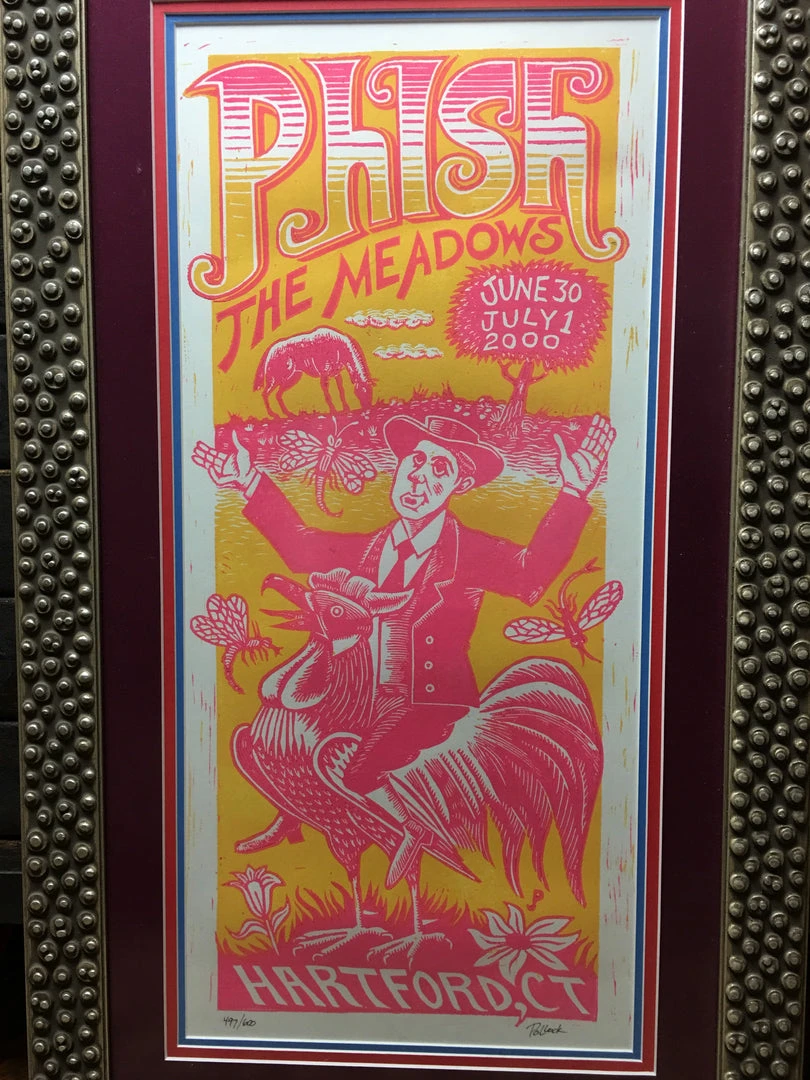 PhISh
THE MEADOWS
JUNE 30
JULY 1
2000
HARTFORD, CT
497/600
Pollock